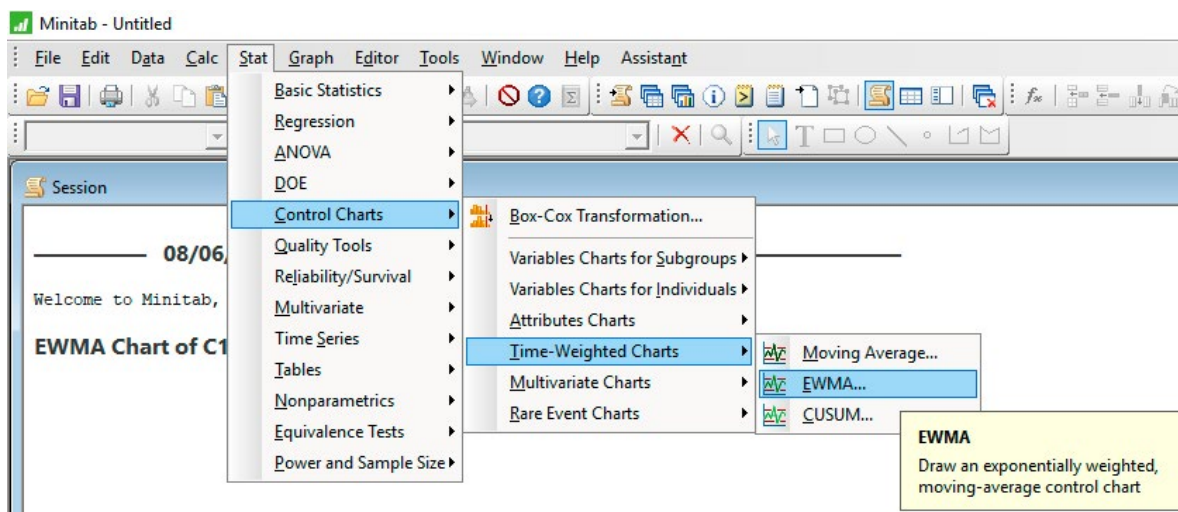 Minitab - Untitled
File Edit Data Calc Stat Graph Editor Tools Window Help Assistant
Session
08/06/
Welcome to Minitab,
EWMA Chart of C1
Basic Statistics
Regression
ANOVA
DOE
Control Charts
Quality Tools
Reliability/Survival
Multivariate
Time Series
Tables
Nonparametrics
Equivalence Tests
Power and Sample Size
Box-Cox Transformation...
Variables Charts for Subgroups
Variables Charts for Individuals
Attributes Charts
Time-Weighted Charts
Multivariate Charts
Rare Event Charts
Moving Average...
EWMA...
CUSUM...
EWMA
Draw an exponentially weighted,
moving-average control chart